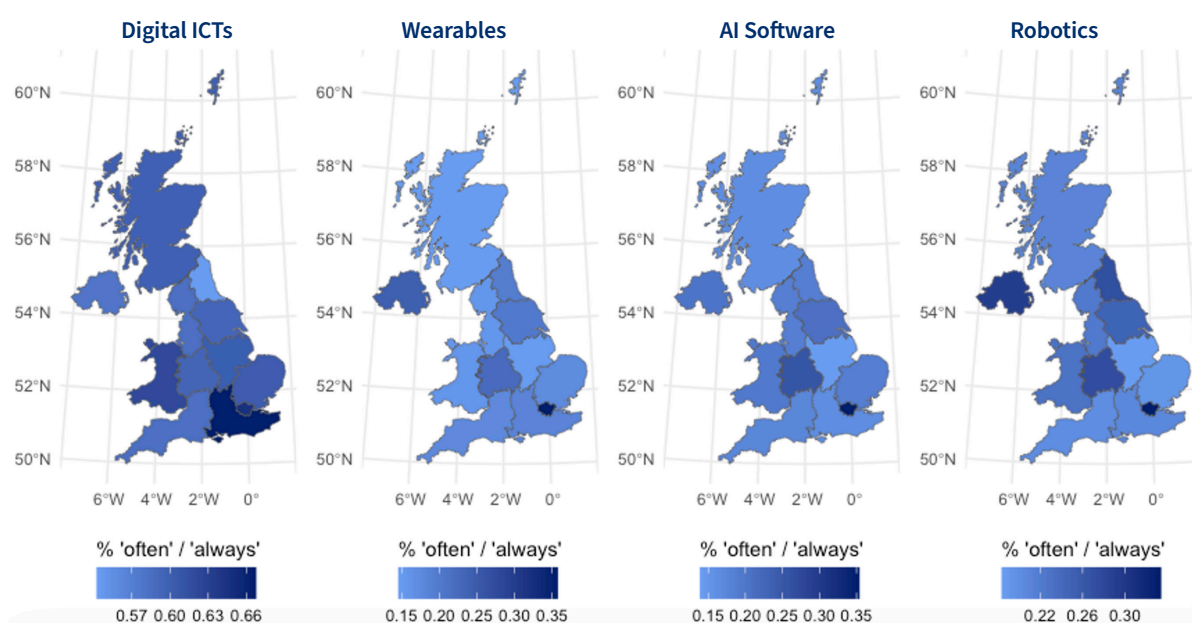 Digital ICTs Wearables AI Software Robotics
60°N 60°N 60°N 60°N
58°N 58°N 58°N 58°N
56°N 56°N 56°N 56°N
54°N 54°N 54°N 54°N
52°N 52°N 52°N 52°N
50°N 50°N 50°N 50°N
6°W 4°W 2°W 0° 6°W 4°W 2°W 0° 6°W 4°W 2°W 0° 6°W 4°W 2°W 0°
% 'often' / 'always' % 'often' / 'always' % 'often' / 'always' % 'often' / 'always'
0.57 0.60 0.63 0.66 0.15 0.20 0.25 0.30 0.35 0.15 0.20 0.25 0.30 0.35 0.22 0.26 0.30